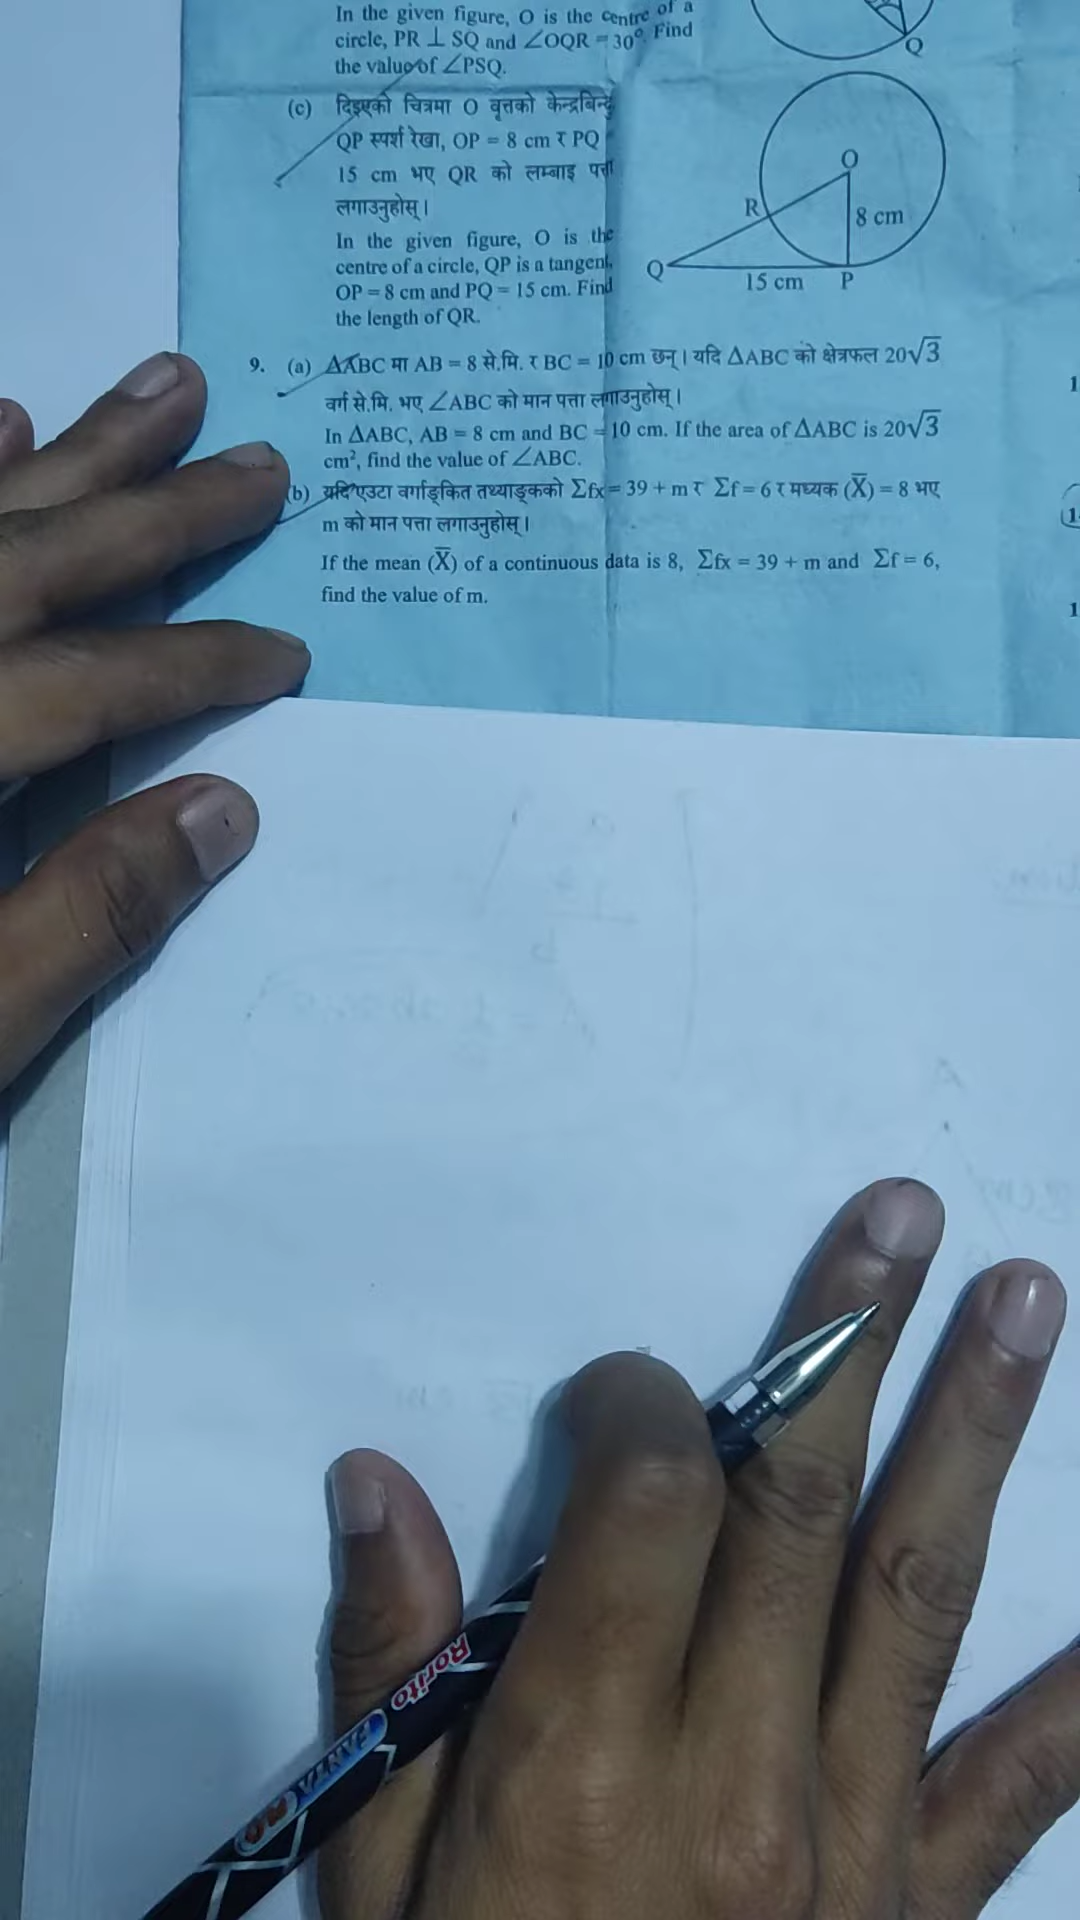 In the given figure, O is the centre of a
circle, PR ⊥ SQ and ∠OQR = 30°. Find
the value of ∠PSQ.
Q
(c) दिइएको चित्रमा O वृत्तको केन्द्रबिन्दु
QP स्पर्श रेखा, OP = 8 cm र PQ
15 cm भए QR को लम्बाइ पत्ता
लगाउनुहोस् ।
In the given figure, O is the
centre of a circle, QP is a tangent,
OP = 8 cm and PQ = 15 cm. Find
the length of QR.
O
R
8 cm
Q
15 cm P
9. (a) ΔABC मा AB = 8 से.मि. र BC = 10 cm छन् । यदि ΔABC को क्षेत्रफल 20√3
वर्ग से.मि. भए ∠ABC को मान पत्ता लगाउनुहोस् ।
In ΔABC, AB = 8 cm and BC = 10 cm. If the area of ΔABC is 20√3
cm², find the value of ∠ABC.
(b) यदि एउटा वर्गाङ्कित तथ्याङ्कको Σfx = 39 + m र Σf = 6 र मध्यक (X̅) = 8 भए
m को मान पत्ता लगाउनुहोस् ।
If the mean (X̅) of a continuous data is 8, Σfx = 39 + m and Σf = 6,
find the value of m.
Rorito
FANTA